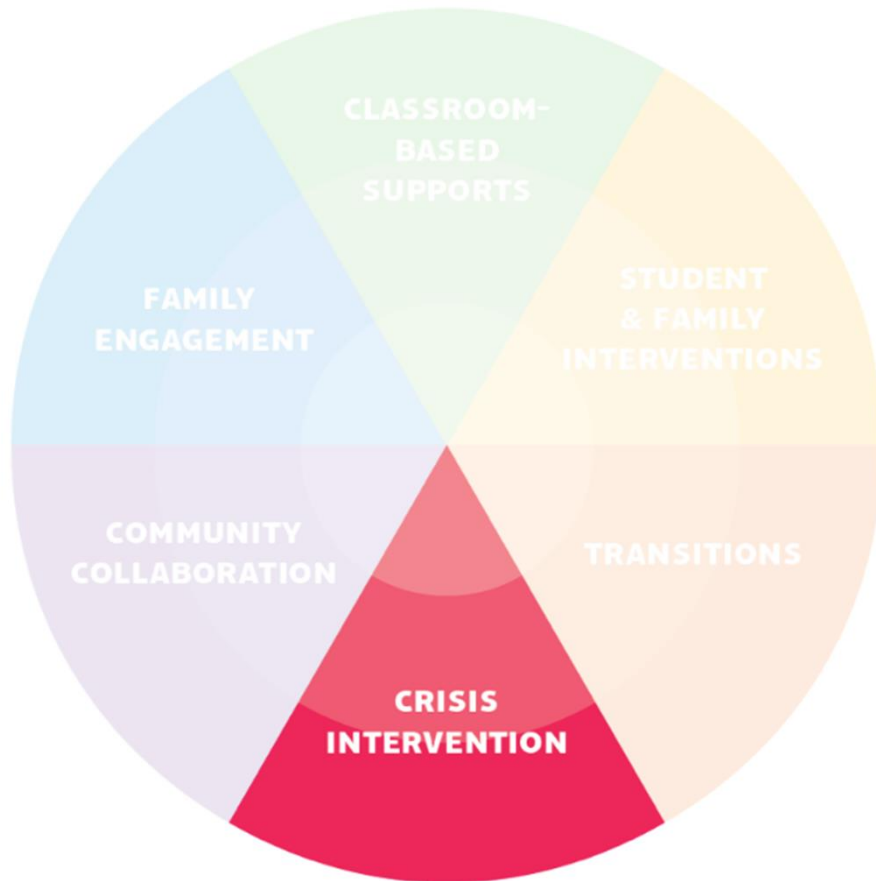 CLASSROOM-
BASED
SUPPORTS
STUDENT
& FAMILY
INTERVENTIONS
TRANSITIONS
CRISIS
INTERVENTION
COMMUNITY
COLLABORATION
FAMILY
ENGAGEMENT